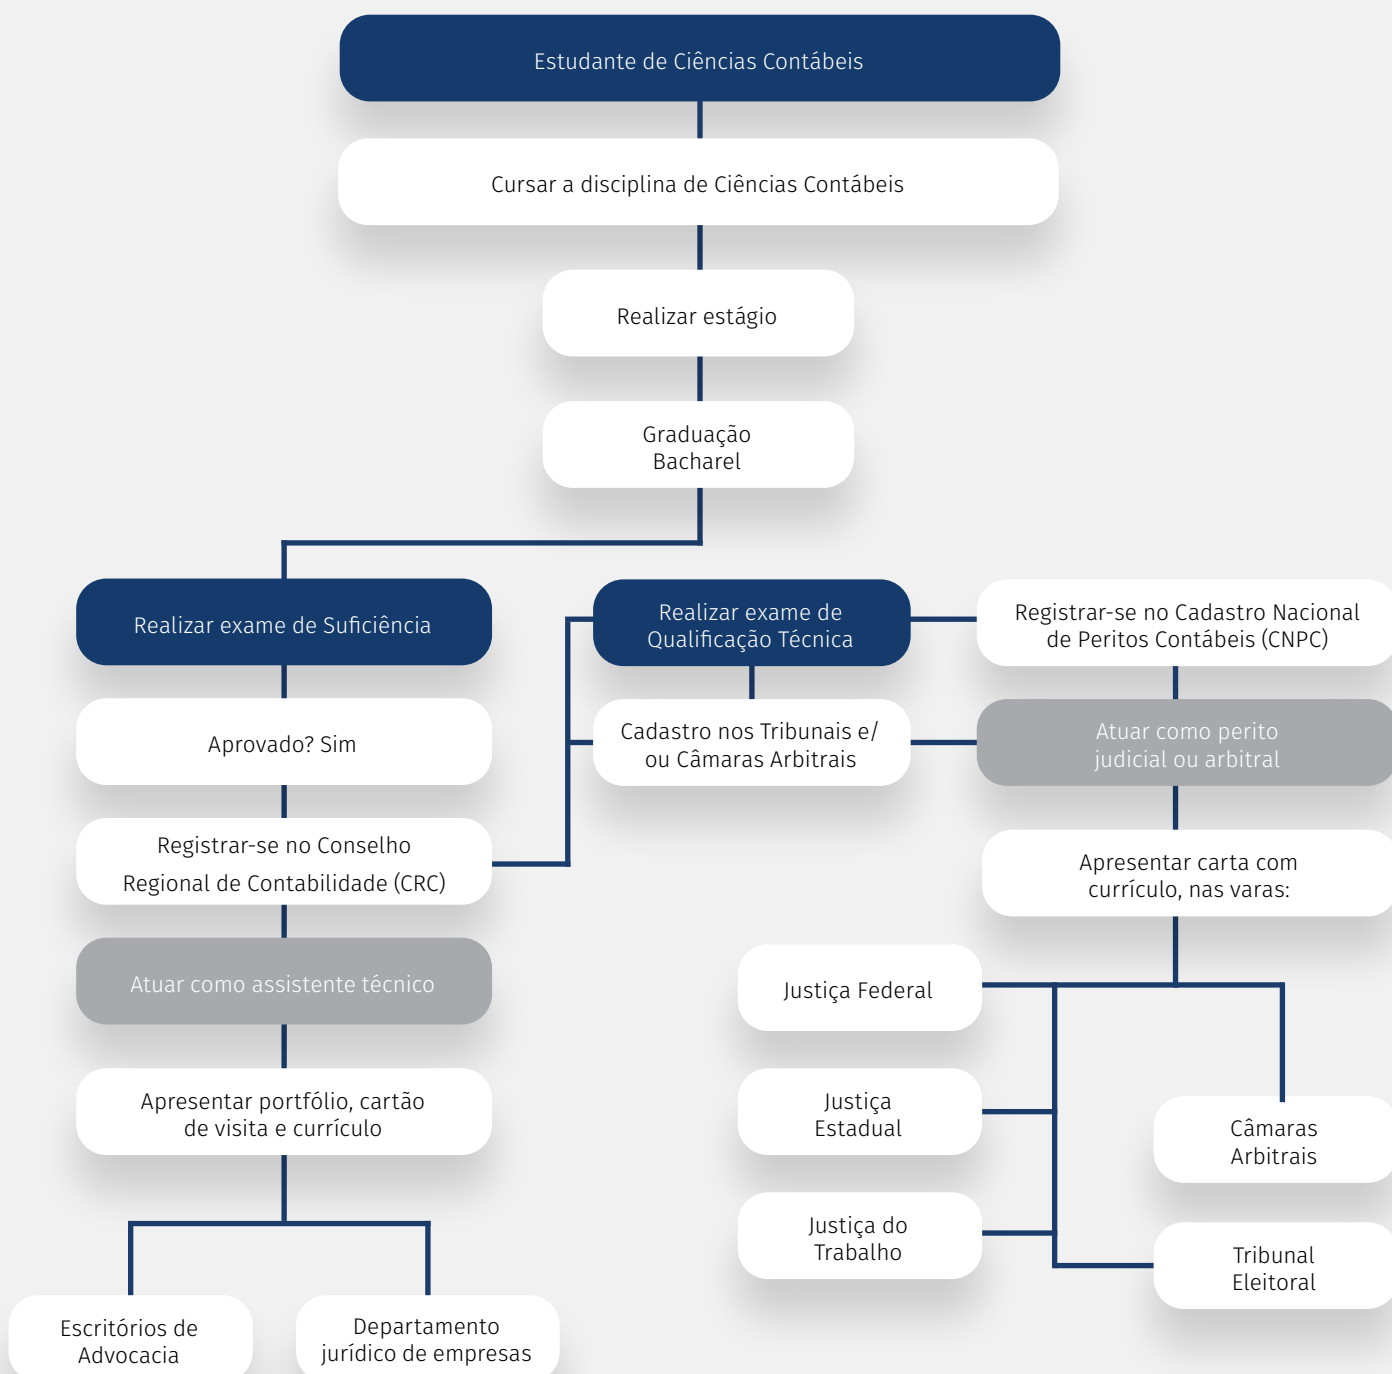 Estudante de Ciências Contábeis
Cursar a disciplina de Ciências Contábeis
Realizar estágio
Graduação
Bacharel
Realizar exame de Suficiência
Aprovado? Sim
Registrar-se no Conselho
Regional de Contabilidade (CRC)
Atuar como assistente técnico
Apresentar portfólio, cartão
de visita e currículo
Escritórios de
Advocacia
Departamento
jurídico de empresas
Realizar exame de
Qualificação Técnica
Cadastro nos Tribunais e/
ou Câmaras Arbitrais
Registrar-se no Cadastro Nacional
de Peritos Contábeis (CNPC)
Atuar como perito
judicial ou arbitral
Apresentar carta com
currículo, nas varas:
Justiça Federal
Justiça
Estadual
Justiça do
Trabalho
Câmaras
Arbitrais
Tribunal
Eleitoral